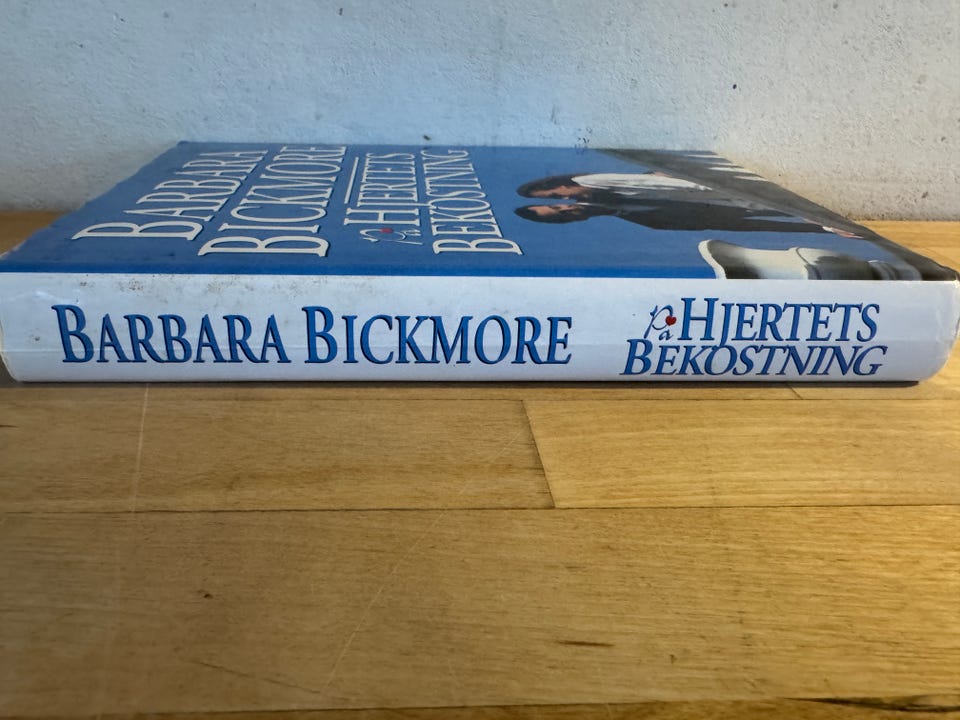 BARBARA
BICKMORE
På HJERTETS
BEKOSTNING
BARBARA BICKMORE
På HJERTETS
BEKOSTNING